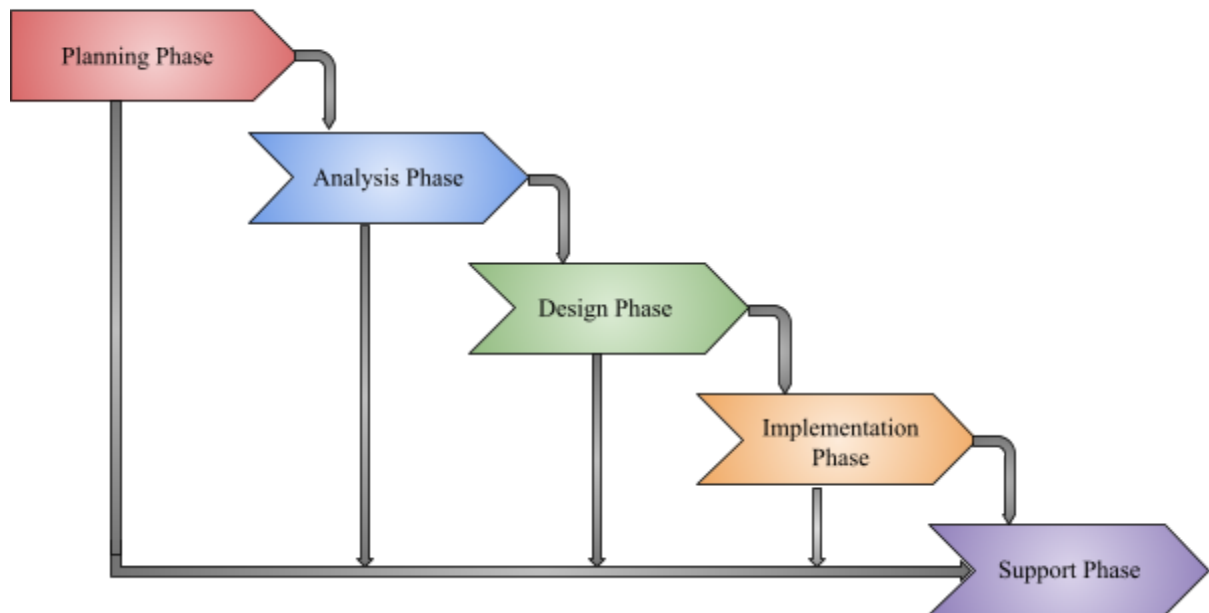 Planning Phase
Analysis Phase
Design Phase
Implementation
Phase
Support Phase